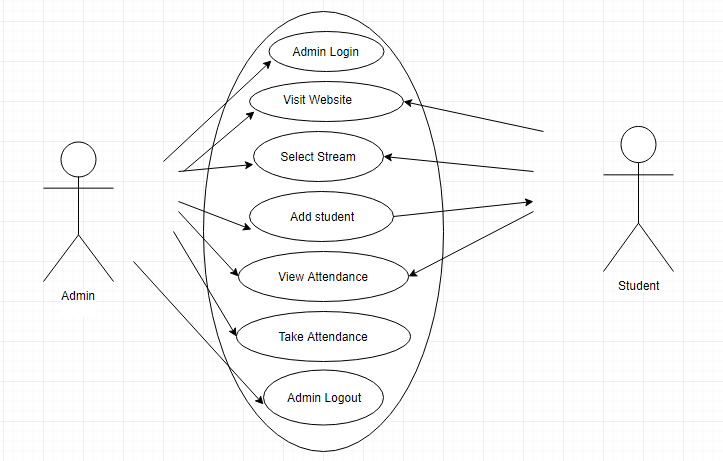 Admin Login
Visit Website
Select Stream
Add student
View Attendance
Take Attendance
Admin Logout
Admin
Student